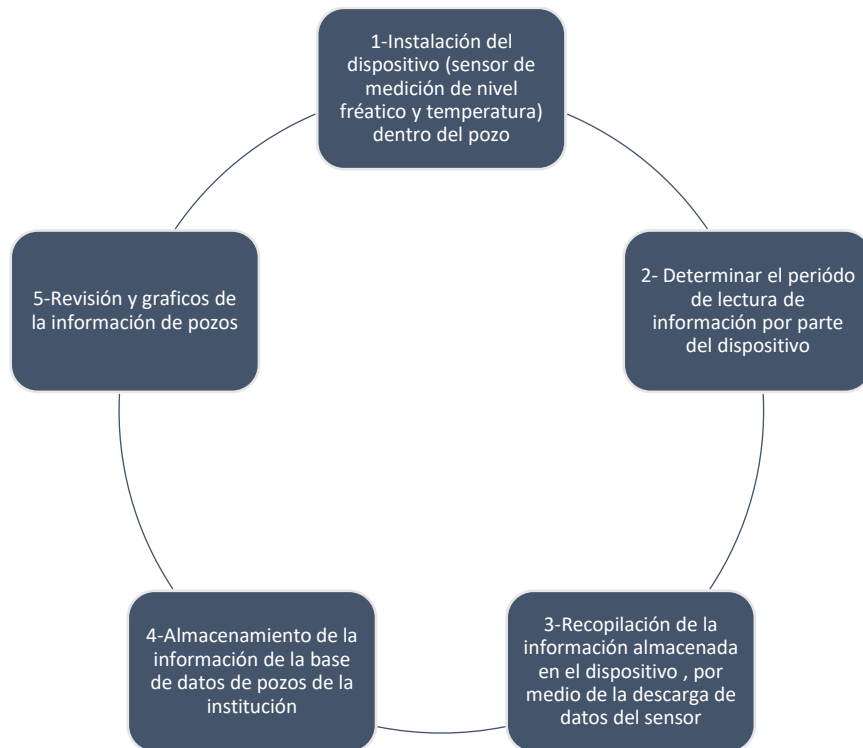 1-Instalación del
dispositivo (sensor de
medición de nivel
fréatico y temperatura)
dentro del pozo
2- Determinar el periódo
de lectura de
información por parte
del dispositivo
3-Recopilación de la
información almacenada
en el dispositivo , por
medio de la descarga de
datos del sensor
4-Almacenamiento de la
información de la base
de datos de pozos de la
institución
5-Revisión y graficos de
la información de pozos